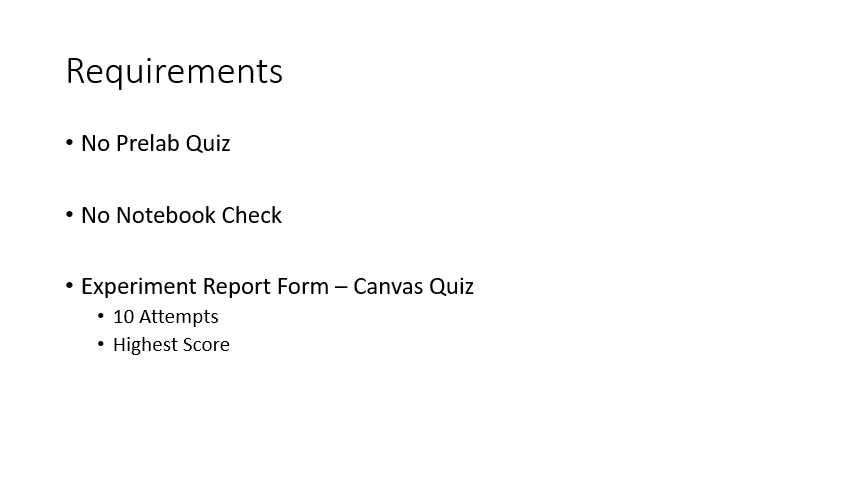 Requirements
• No Prelab Quiz
• No Notebook Check
• Experiment Report Form – Canvas Quiz
• 10 Attempts
• Highest Score